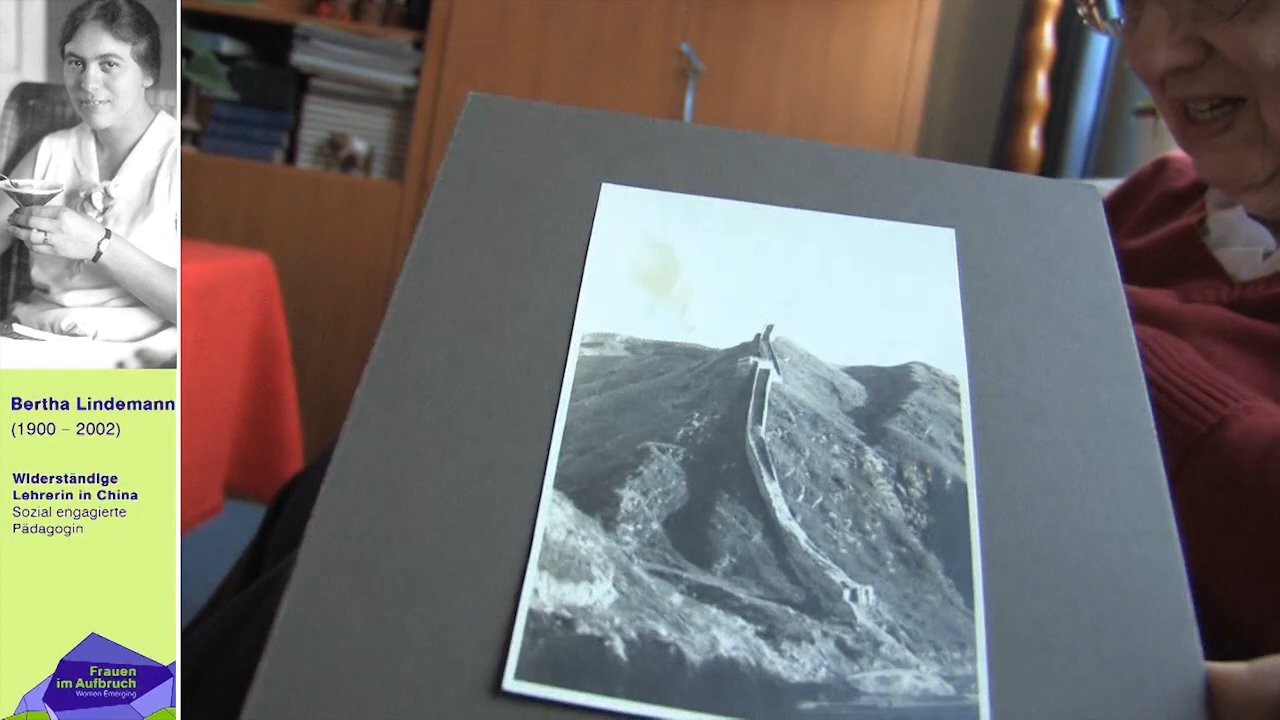 Bertha Lindemann
(1900 – 2002)
Widerständige
Lehrerin in China
Sozial engagierte
Pädagogin
Frauen
im Aufbruch
Women Emerging